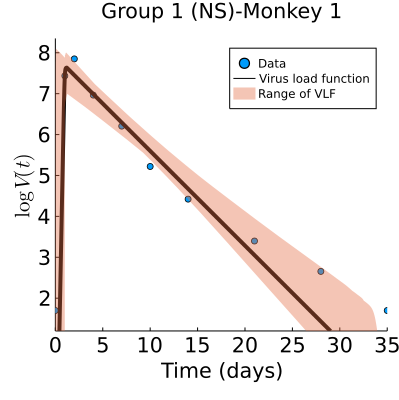 Group 1 (NS)-Monkey 1
8
7
6
5
4
3
2
log V(t)
Data
Virus load function
Range of VLF
0 5 10 15 20 25 30 35
Time (days)